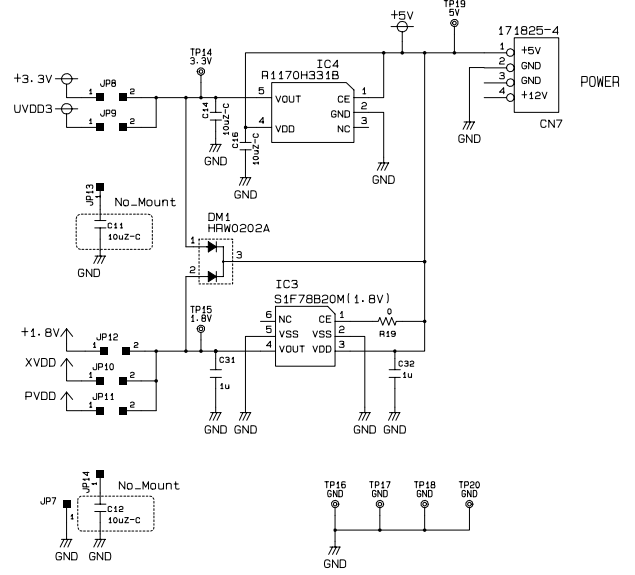 TP19
5V
+5V
171825-4
1 +5V
2 GND
3 GND
4 +12V
CN7
POWER
GND
TP14
3.3V
IC4
R1170H331B
5 VOUT CE 1
GND 2
4 VDD NC 3
GND
+3.3V
JP8
1 2
UVDD3
JP9
1 2
C14
10uZ-C
GND
C16
10uZ-C
GND
JP13
1
No_Mount
C11
10uZ-C
GND
DM1
HRW0202A
1
2
3
IC3
S1F78B20M(1.8V)
6 NC CE 1
5 VSS VSS 2
4 VOUT VDD 3
0
R19
TP15
1.8V
+1.8V
JP12
1 2
XVDD
JP10
1 2
PVDD
JP11
1 2
C31
1u
C32
1u
GND GND GND GND
JP14
1
No_Mount
JP7
1
C12
10uZ-C
GND GND
TP16 TP17 TP18 TP20
GND GND GND GND
GND